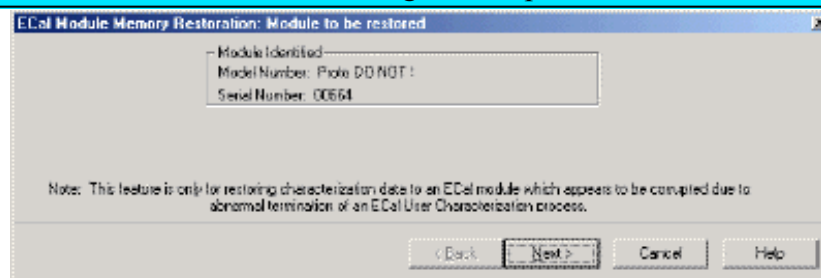 ECal Module Memory Restoration: Module to be restored
Module Identified
Model Number: Proto DO NOT !
Serial Number: 00564
Note: This feature is only for restoring characterization data to an ECal module which appears to be corrupted due to
abnormal termination of an ECal User Characterization process.
< Back Next > Cancel Help